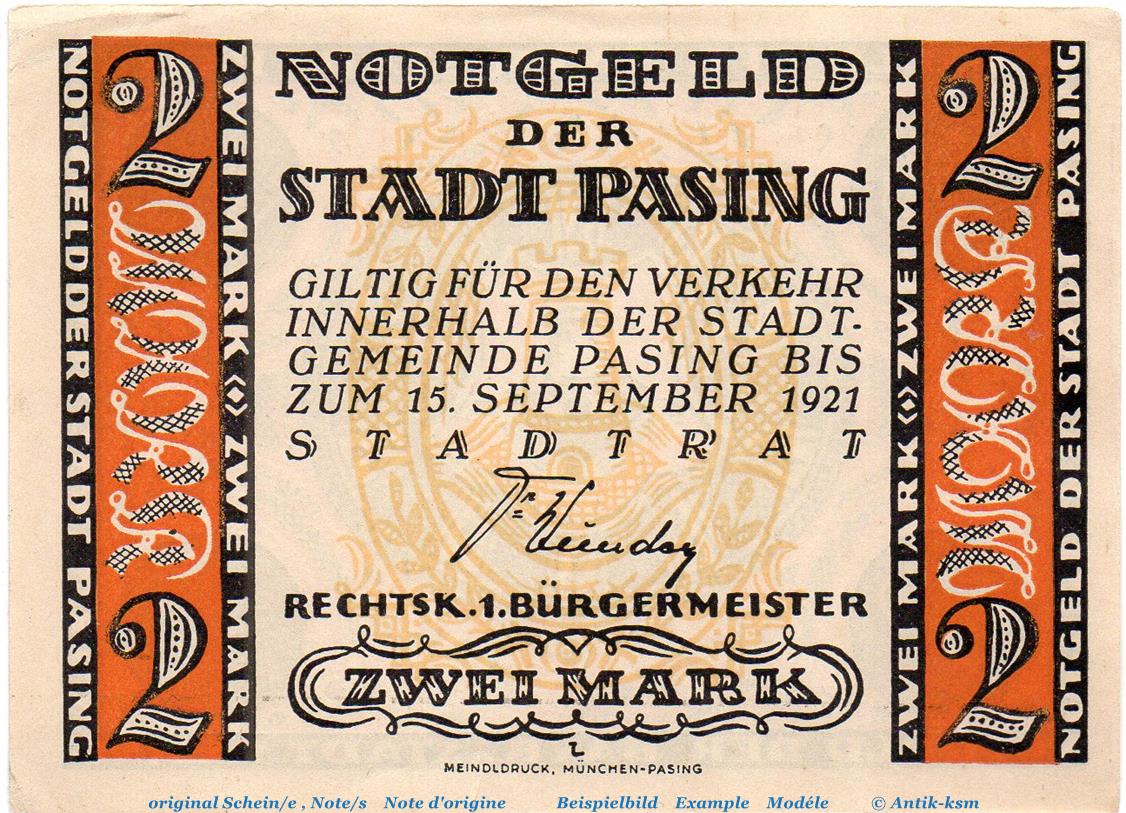 NOTGELD DER STADT PASING
2 MARK 2
ZWEI MARK ZWEI MARK
NOTGELD
DER
STADT PASING
GILTIG FÜR DEN VERKEHR
INNERHALB DER STADT-
GEMEINDE PASING BIS
ZUM 15. SEPTEMBER 1921
STADTRAT
Dr.
RECHTSK. 1. BÜRGERMEISTER
ZWEI MARK
MEINDLDRUCK, MÜNCHEN-PASING
ZWEI MARK ZWEI MARK
2 MARK 2
NOTGELD DER STADT PASING
original Schein/e , Note/s Note d'origine Beispielbild Example Modéle © Antik-ksm